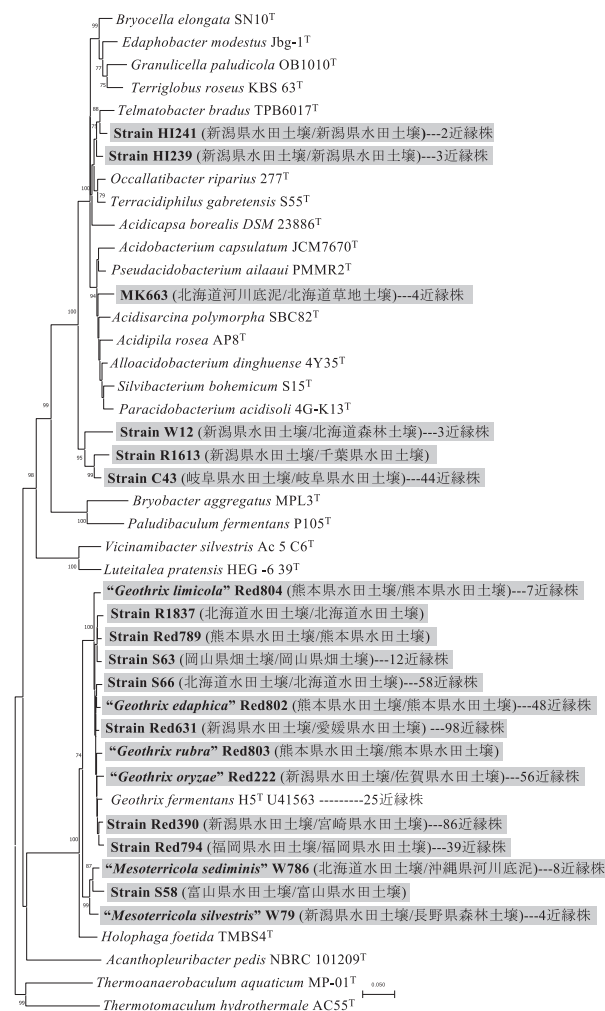 Bryocella elongata SN10T
Edaphobacter modestus Jbg-1T
Granulicella paludicola OB1010T
Terriglobus roseus KBS 63T
Telmatobacter bradus TPB6017T
Strain HI241 (新潟県水田土壌/新潟県水田土壌)---2近縁株
Strain HI239 (新潟県水田土壌/新潟県水田土壌)---3近縁株
Occallatibacter riparius 277T
Terracidiphilus gabretensis S55T
Acidicapsa borealis DSM 23886T
Acidobacterium capsulatum JCM7670T
Pseudacidobacterium ailaaui PMMR2T
MK663 (北海道河川底泥/北海道草地土壌)---4近縁株
Acidisarcina polymorpha SBC82T
Acidipila rosea AP8T
Alloacidobacterium dinghuense 4Y35T
Silvibacterium bohemicum S15T
Paracidobacterium acidisoli 4G-K13T
Strain W12 (新潟県水田土壌/北海道森林土壌)---3近縁株
Strain R1613 (新潟県水田土壌/千葉県水田土壌)
Strain C43 (岐阜県水田土壌/岐阜県水田土壌)---44近縁株
Bryobacter aggregatus MPL3T
Paludibaculum fermentans P105T
Vicinamibacter silvestris Ac 5 C6T
Luteitalea pratensis HEG -6 39T
“Geothrix limicola” Red804 (熊本県水田土壌/熊本県水田土壌)---7近縁株
Strain R1837 (北海道水田土壌/北海道水田土壌)
Strain Red789 (熊本県水田土壌/熊本県水田土壌)
Strain S63 (岡山県畑土壌/岡山県畑土壌)---12近縁株
Strain S66 (北海道水田土壌/北海道水田土壌)---58近縁株
“Geothrix edaphica” Red802 (熊本県水田土壌/熊本県水田土壌)---48近縁株
Strain Red631 (新潟県水田土壌/愛媛県水田土壌) ---98近縁株
“Geothrix rubra” Red803 (熊本県水田土壌/熊本県水田土壌)
“Geothrix oryzae” Red222 (新潟県水田土壌/佐賀県水田土壌)---56近縁株
Geothrix fermentans H5T U41563 ---------25近縁株
Strain Red390 (新潟県水田土壌/宮崎県水田土壌)---86近縁株
Strain Red794 (福岡県水田土壌/福岡県水田土壌)---39近縁株
“Mesoterricola sediminis” W786 (北海道水田土壌/沖縄県河川底泥)---8近縁株
Strain S58 (富山県水田土壌/富山県水田土壌)
“Mesoterricola silvestris” W79 (新潟県水田土壌/長野県森林土壌)---4近縁株
Holophaga foetida TMBS4T
Acanthopleuribacter pedis NBRC 101209T
Thermoanaerobaculum aquaticum MP-01T
Thermotomaculum hydrothermale AC55T
0.050
99
77
75
88
100
79
94
100
99
95
99
98
100
100
100
74
87
99
99